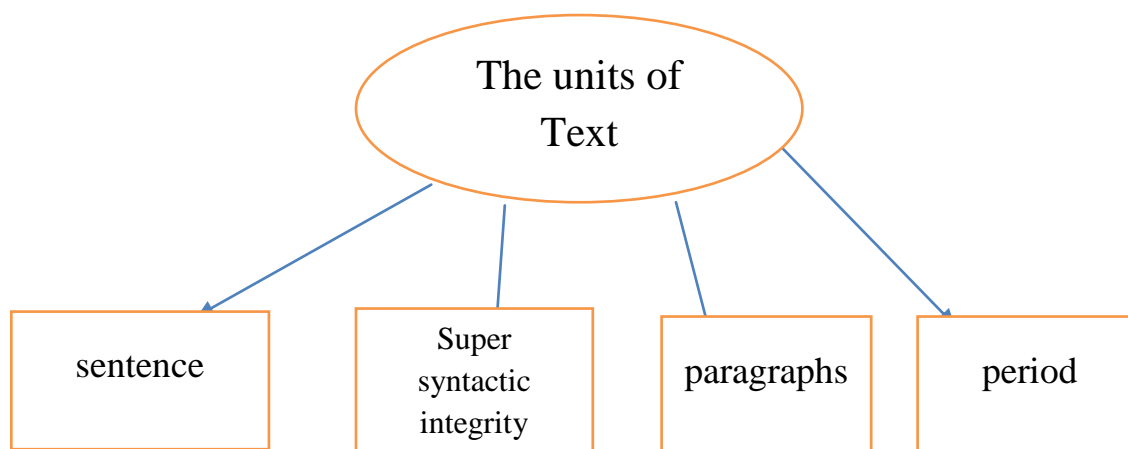 The units of
Text
sentence
Super
syntactic
integrity
paragraphs
period